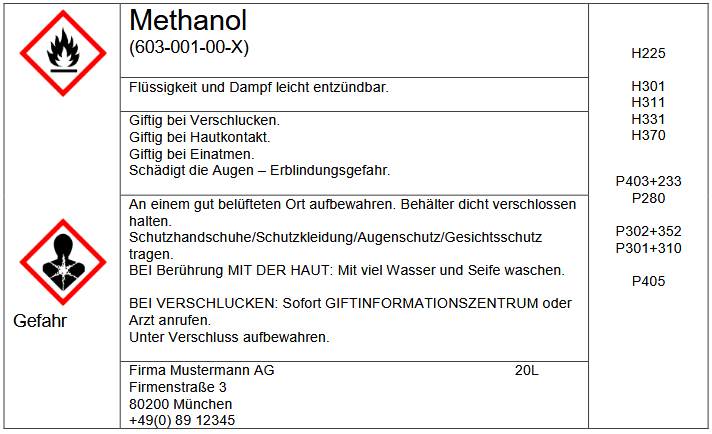 Methanol
(603-001-00-X)
H225
Flüssigkeit und Dampf leicht entzündbar.
H301
H311
H331
H370
Giftig bei Verschlucken.
Giftig bei Hautkontakt.
Giftig bei Einatmen.
Schädigt die Augen – Erblindungsgefahr.
P403+233
P280
P302+352
P301+310
P405
An einem gut belüfteten Ort aufbewahren. Behälter dicht verschlossen
halten.
Schutzhandschuhe/Schutzkleidung/Augenschutz/Gesichtsschutz
tragen.
BEI Berührung MIT DER HAUT: Mit viel Wasser und Seife waschen.
BEI VERSCHLUCKEN: Sofort GIFTINFORMATIONSZENTRUM oder
Arzt anrufen.
Unter Verschluss aufbewahren.
Gefahr
Firma Mustermann AG 20L
Firmenstraße 3
80200 München
+49(0) 89 12345